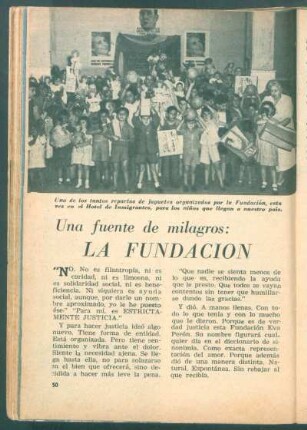 Uno de los tantos repartos de juguetes organizados por la Fundación, esta
vez en el Hotel de Inmigrantes, para los niños que llegan a nuestro país.
Una fuente de milagros:
LA FUNDACION
"NO. No es filantropía, ni es
caridad, ni es limosna, ni
es solidaridad social, ni es bene-
ficencia. Ni siquiera es ayuda
social, aunque, por darle un nom-
bre aproximado, yo le he puesto
ése." "Para mí, es ESTRICTA-
MENTE JUSTICIA."
Y para hacer justicia ideó algo
nuevo. Tiene forma de entidad.
Está organizada. Pero tiene sen-
timiento y vibra ante el dolor.
Siente la necesidad ajena. Se lle-
ga hasta ella, no para solazarse
en el bien que ofrecerá, sino de-
cidida a hacer más leve la pena.
"Que nadie se sienta menos de
lo que es, recibiendo la ayuda
que le presto. Que todos se vayan
contentos sin tener que humillar-
se dando las gracias."
Y dió. A manos llenas. Con to-
do lo que tenía y con lo mucho
que le dieron. Porque es de ver-
dad justicia esta Fundación Eva
Perón. Su nombre figurará cual-
quier día en el diccionario de si-
nónimos. Como exacta represen-
tación del amor. Porque además
dió de una manera distinta. Na-
tural. Espontánea. Sin rebajar al
que recibía.
50